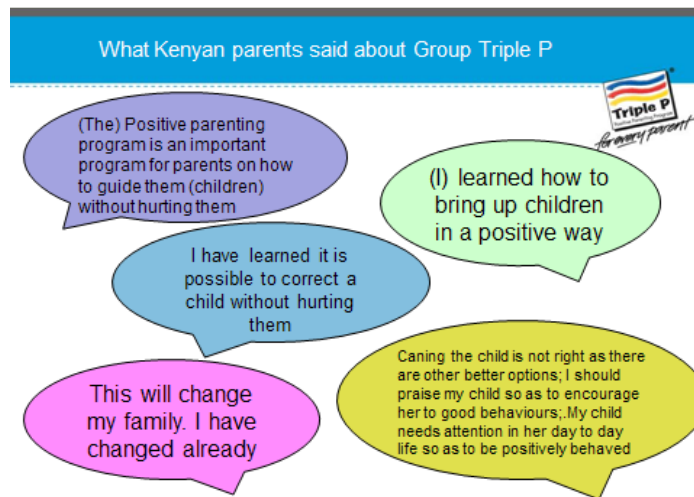 What Kenyan parents said about Group Triple P
Triple P
Positive Parenting Program
for every parent
(The) Positive parenting
program is an important
program for parents on how
to guide them (children)
without hurting them
(I) learned how to
bring up children
in a positive way
I have learned it is
possible to correct a
child without hurting
them
This will change
my family. I have
changed already
Caning the child is not right as there
are other better options; I should
praise my child so as to encourage
her to good behaviours;.My child
needs attention in her day to day
life so as to be positively behaved